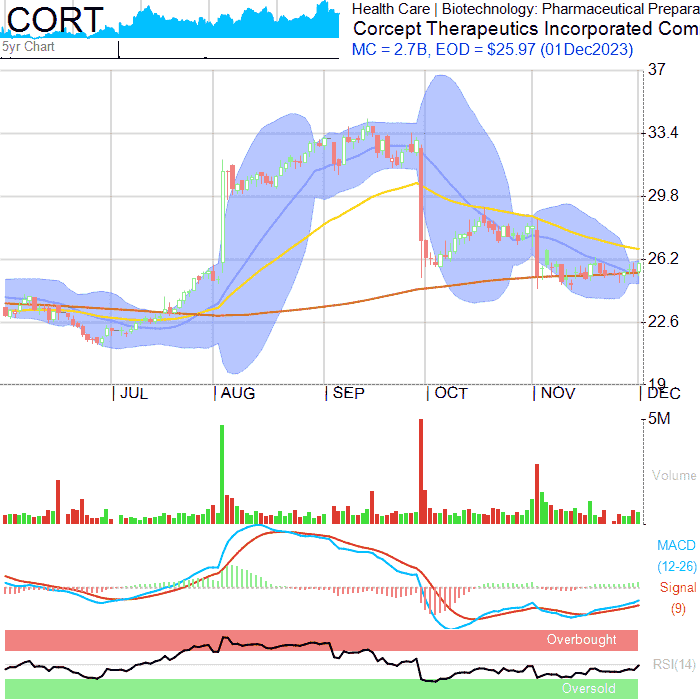 CORT
5yr Chart
Health Care | Biotechnology: Pharmaceutical Prepara
Corcept Therapeutics Incorporated Com
MC = 2.7B, EOD = $25.97 (01Dec2023)
37
33.4
29.8
26.2
22.6
19
JUL AUG SEP OCT NOV DEC
5M
Volume
MACD
(12-26)
Signal
(9)
Overbought
RSI(14)
Oversold